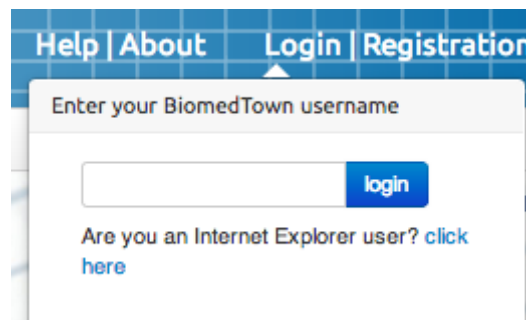 Help | About Login | Registration
Enter your BiomedTown username
login
Are you an Internet Explorer user? click
here